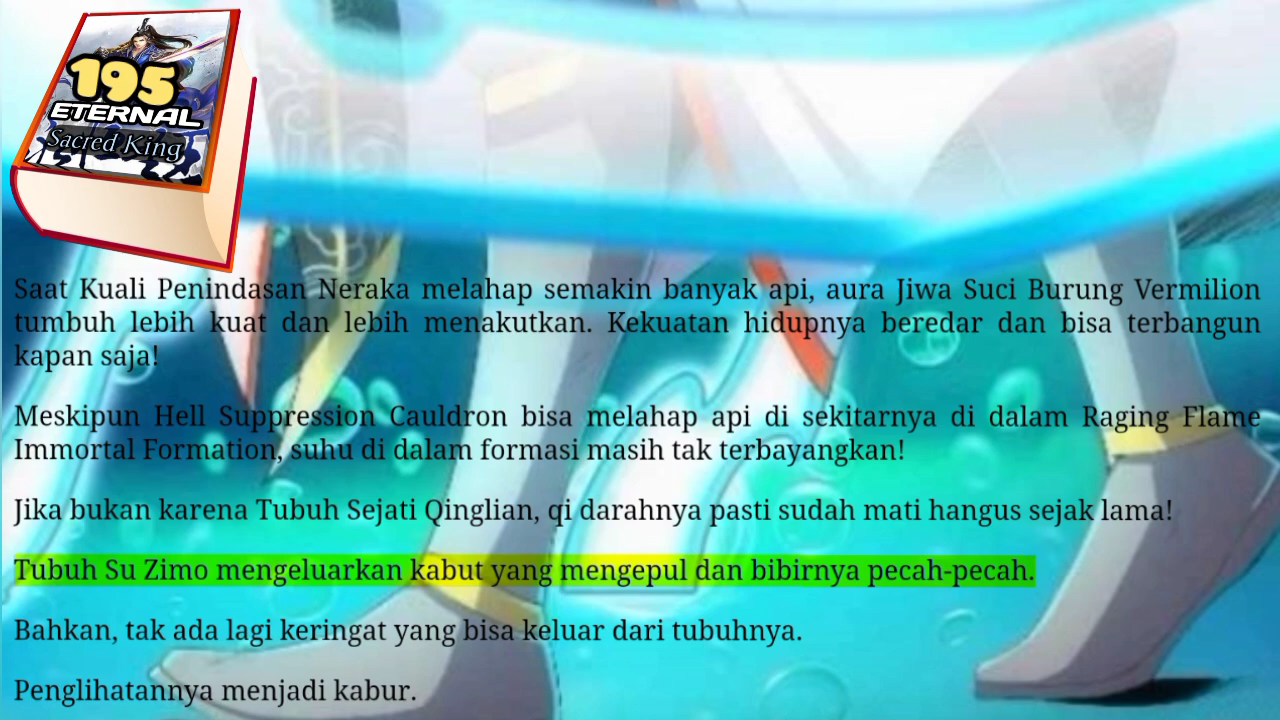 195
ETERNAL
Sacred King
Saat Kuali Penindasan Neraka melahap semakin banyak api, aura Jiwa Suci Burung Vermilion
tumbuh lebih kuat dan lebih menakutkan. Kekuatan hidupnya beredar dan bisa terbangun
kapan saja!
Meskipun Hell Suppression Cauldron bisa melahap api di sekitarnya di dalam Raging Flame
Immortal Formation, suhu di dalam formasi masih tak terbayangkan!
Jika bukan karena Tubuh Sejati Qinglian, qi darahnya pasti sudah mati hangus sejak lama!
Tubuh Su Zimo mengeluarkan kabut yang mengepul dan bibirnya pecah-pecah.
Bahkan, tak ada lagi keringat yang bisa keluar dari tubuhnya.
Penglihatannya menjadi kabur.